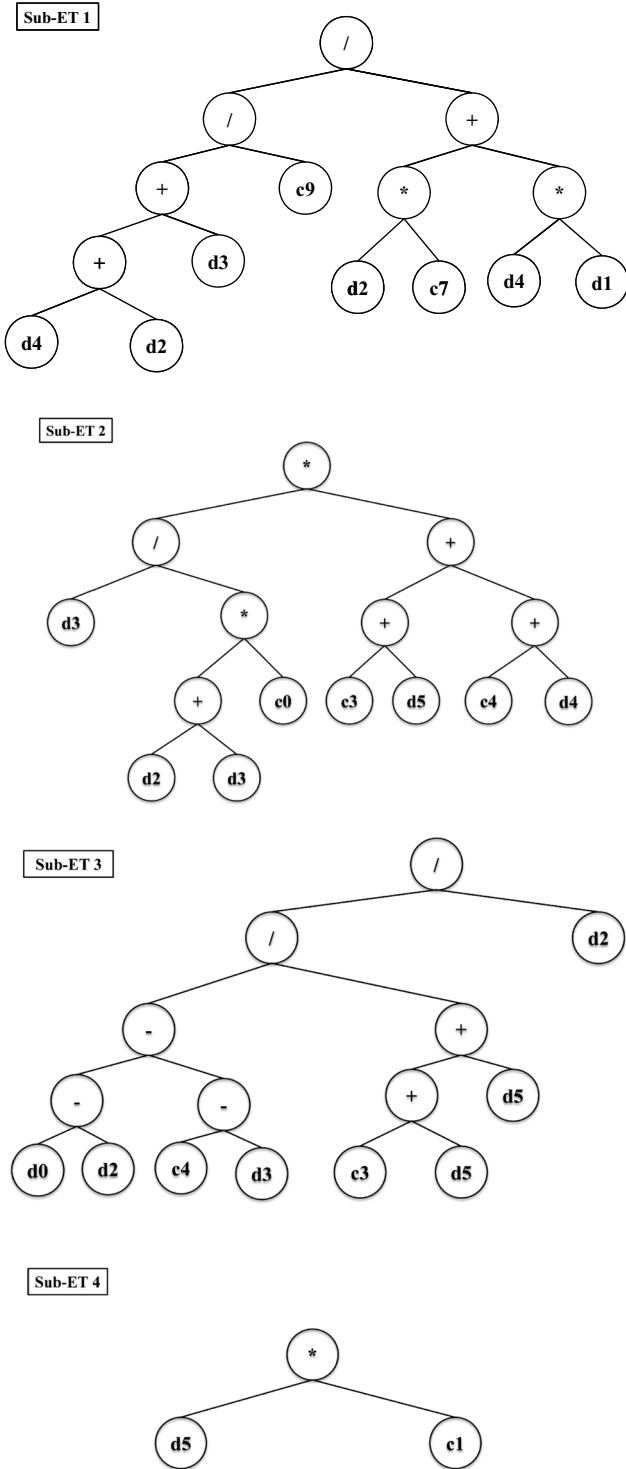 Sub-ET 1
/
/ +
+ c9 * *
+ d3 d2 c7 d4 d1
d4 d2
Sub-ET 2
*
/ +
d3 * + +
+ c0 c3 d5 c4 d4
d2 d3
Sub-ET 3
/
/ d2
- +
- - + d5
d0 d2 c4 d3 c3 d5
Sub-ET 4
*
d5 c1